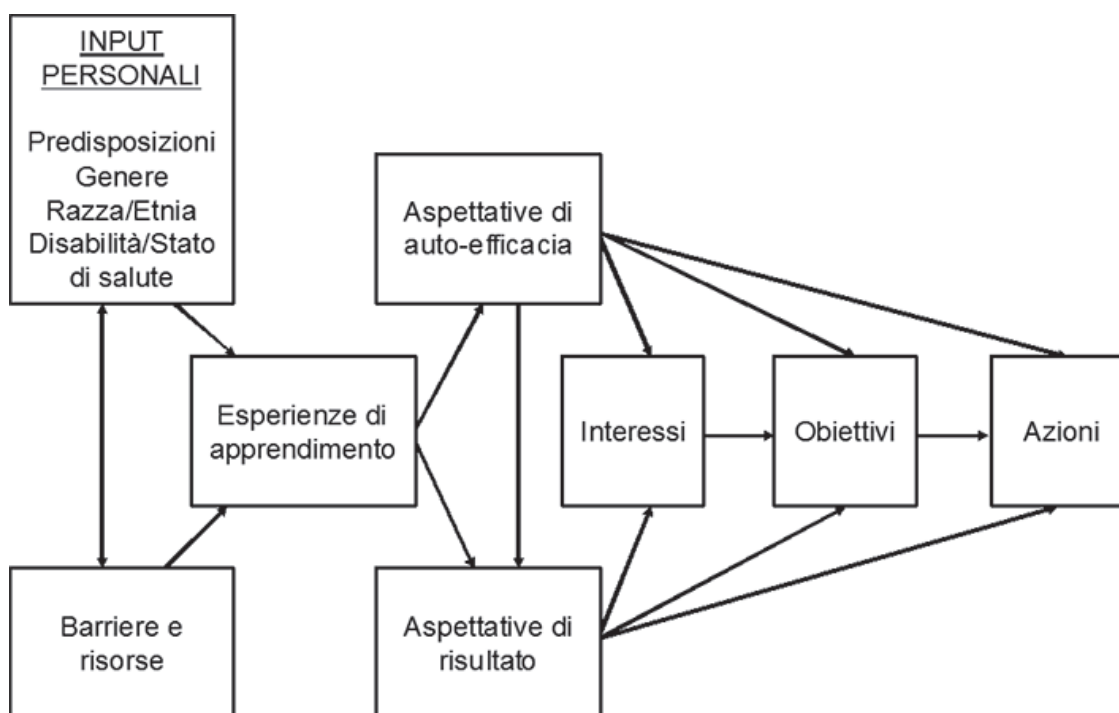 INPUT
PERSONALI
Predisposizioni
Genere
Razza/Etnia
Disabilità/Stato
di salute
Aspettative di
auto-efficacia
Esperienze di
apprendimento
Interessi
Obiettivi
Azioni
Barriere e
risorse
Aspettative di
risultato